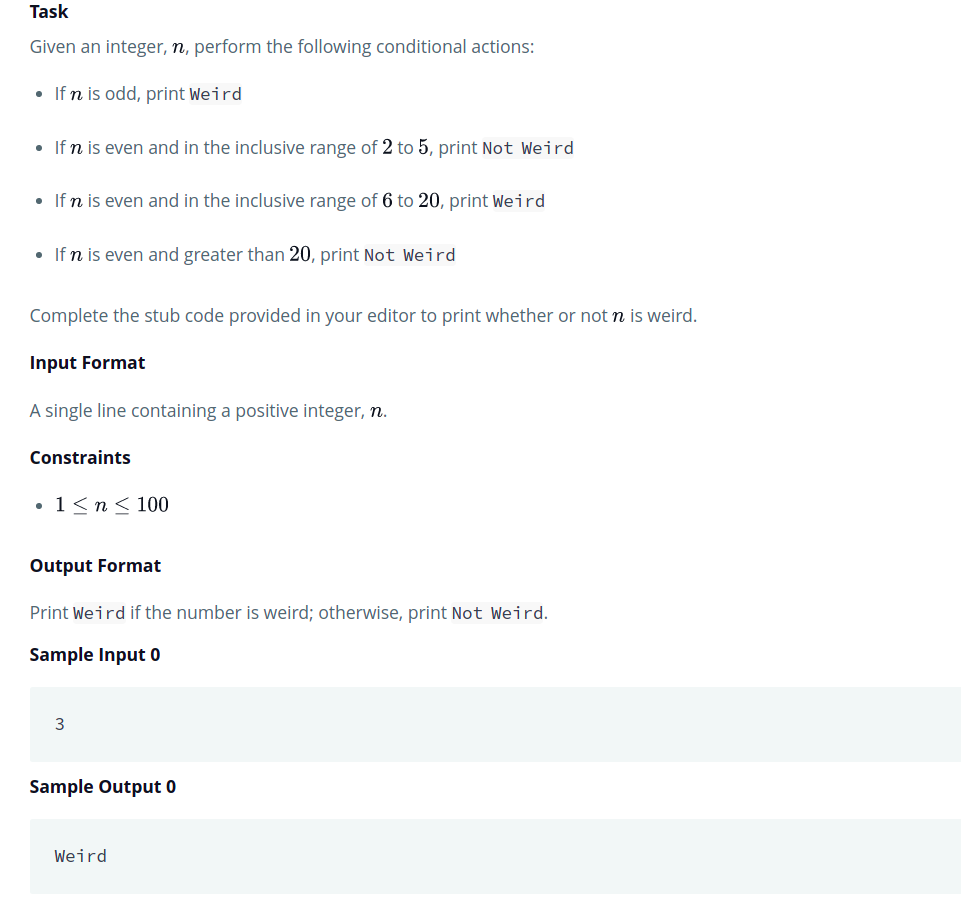 Task
Given an integer, n, perform the following conditional actions:
• If n is odd, print Weird
• If n is even and in the inclusive range of 2 to 5, print Not Weird
• If n is even and in the inclusive range of 6 to 20, print Weird
• If n is even and greater than 20, print Not Weird
Complete the stub code provided in your editor to print whether or not n is weird.
Input Format
A single line containing a positive integer, n.
Constraints
• 1 ≤ n ≤ 100
Output Format
Print Weird if the number is weird; otherwise, print Not Weird.
Sample Input 0
3
Sample Output 0
Weird